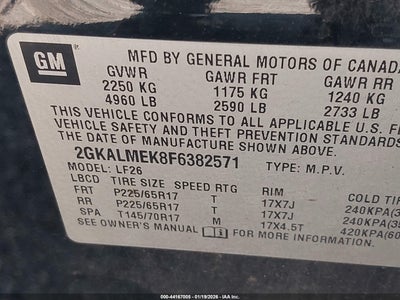 GM
MFD BY GENERAL MOTORS OF CANADA
GVWR GAWR FRT GAWR RR
2250 KG 1175 KG 1240 KG
4960 LB 2590 LB 2733 LB
THIS VEHICLE CONFORMS TO ALL APPLICABLE U.S. F
VEHICLE SAFETY AND THEFT PREVENTION STANDARDS
THE DATE OF MANUFACTURE SHOWN ABOVE.
2GKALMEK8F6382571 TYPE: M.P.V.
MODEL: LF26
LBCD TIRE SIZE SPEED RTG RIM COLD TI
FRT P225/65R17 T 17X7J 240KPA(35
RR P225/65R17 T 17X7J 240KPA(35
SPA T145/70R17 M 17X4.5T 420KPA(60
SEE OWNER'S MANUAL FOR MORE INFORMATION.
000-44167005 - 01/19/2026 - IAA Inc.